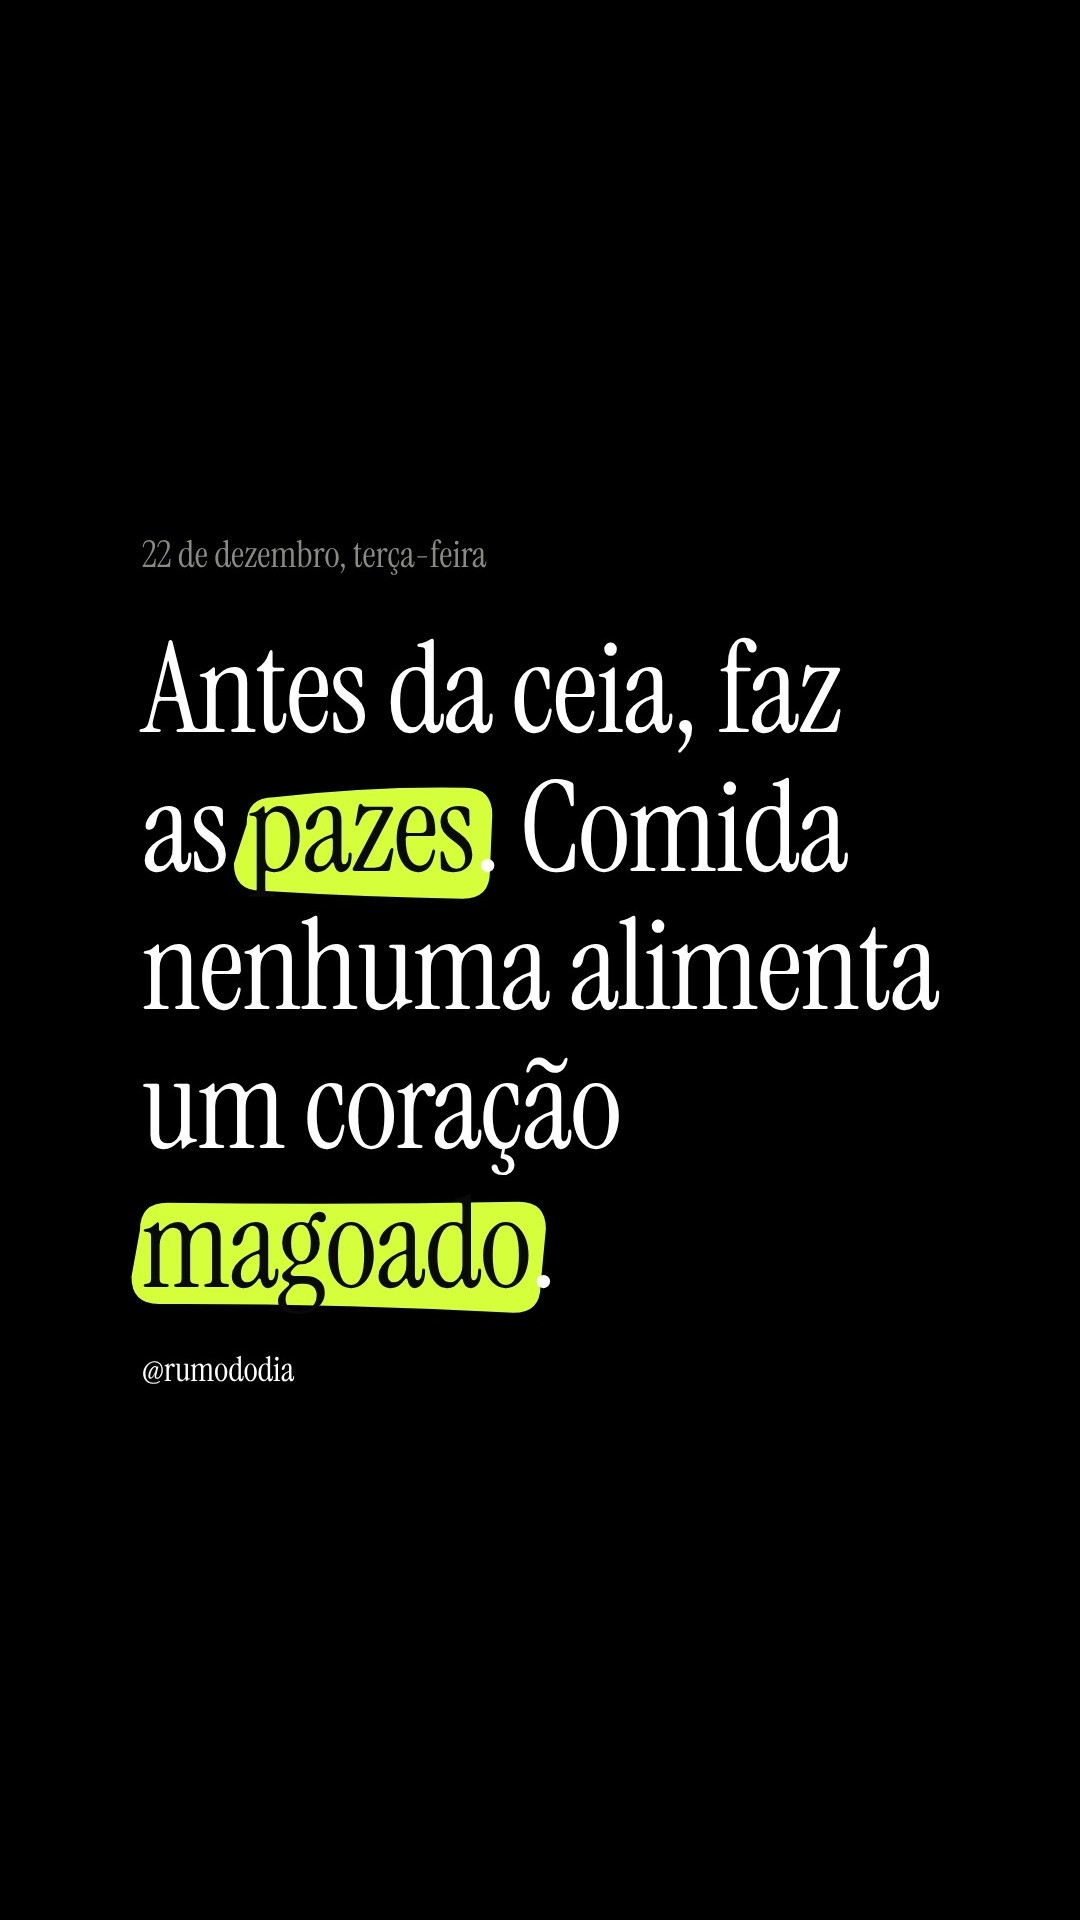 22 de dezembro, terça-feira
Antes da ceia, faz
as pazes. Comida
nenhuma alimenta
um coração
magoado.
@rumododia